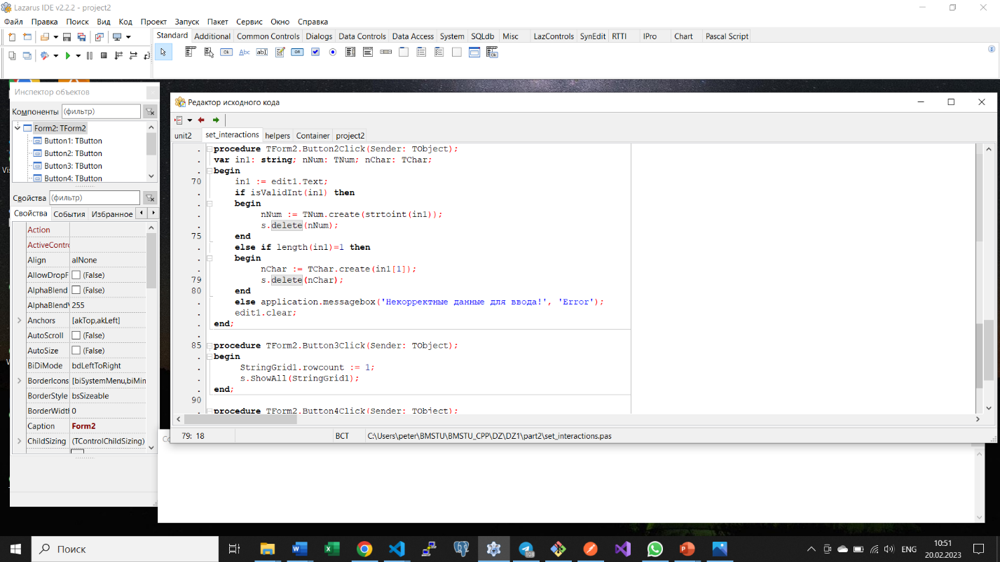 Lazarus IDE v2.2.2 - project2
Файл Правка Поиск Вид Код Проект Запуск Пакет Сервис Окно Справка
Standard Additional Common Controls Dialogs Data Controls Data Access System SQLdb Misc LazControls SynEdit RTTI IPro Chart Pascal Script
Инспектор объектов
Компоненты (фильтр)
Form2: TForm2
Button1: TButton
Button2: TButton
Button3: TButton
Button4: TButton
Свойства (фильтр)
Свойства События Избранное
Action
ActiveContro
Align alNone
AllowDropF (False)
AlphaBlend (False)
AlphaBlendV 255
Anchors [akTop,akLeft]
AutoScroll (False)
AutoSize (False)
BiDiMode bdLeftToRight
BorderIcons [biSystemMenu,biMin
BorderStyle bsSizeable
BorderWidth 0
Caption Form2
ChildSizing (TControlChildSizing)
Редактор исходного кода
unit2 set_interactions helpers Container project2
procedure TForm2.Button2Click(Sender: TObject);
var in1: string; nNum: TNum; nChar: TChar;
begin
70 in1 := edit1.Text;
if isValidInt(in1) then
begin
nNum := TNum.create(strtoint(in1));
s.delete(nNum);
75 end
else if length(in1)=1 then
begin
nChar := TChar.create(in1[1]);
79 s.delete(nChar);
80 end
else application.messagebox('Некорректные данные для ввода!', 'Error');
edit1.clear;
end;
85 procedure TForm2.Button3Click(Sender: TObject);
begin
StringGrid1.rowcount := 1;
s.ShowAll(StringGrid1);
end;
90
procedure TForm2.Button4Click(Sender: TObject);
79: 18 ВСТ C:\Users\peter\BMSTU\BMSTU_CPP\DZ\DZ1\part2\set_interactions.pas
Поиск
108
ENG
10:51
20.02.2023